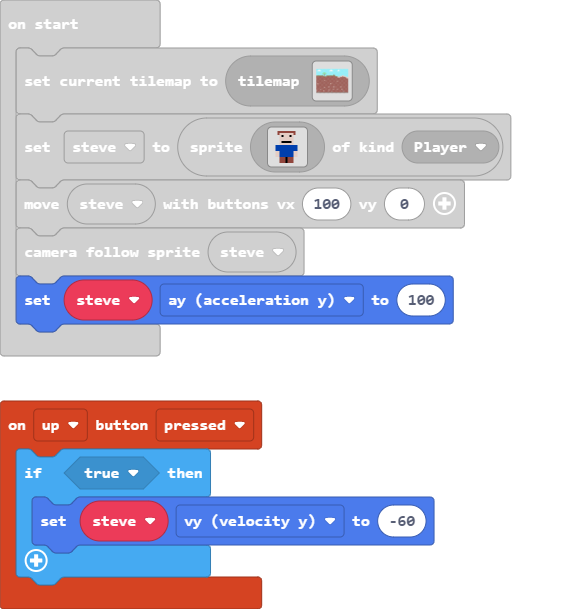 on start
set current tilemap to tilemap
set steve to sprite of kind Player
move steve with buttons vx 100 vy 0
camera follow sprite steve
set steve ay (acceleration y) to 100
on up button pressed
if true then
set steve vy (velocity y) to -60